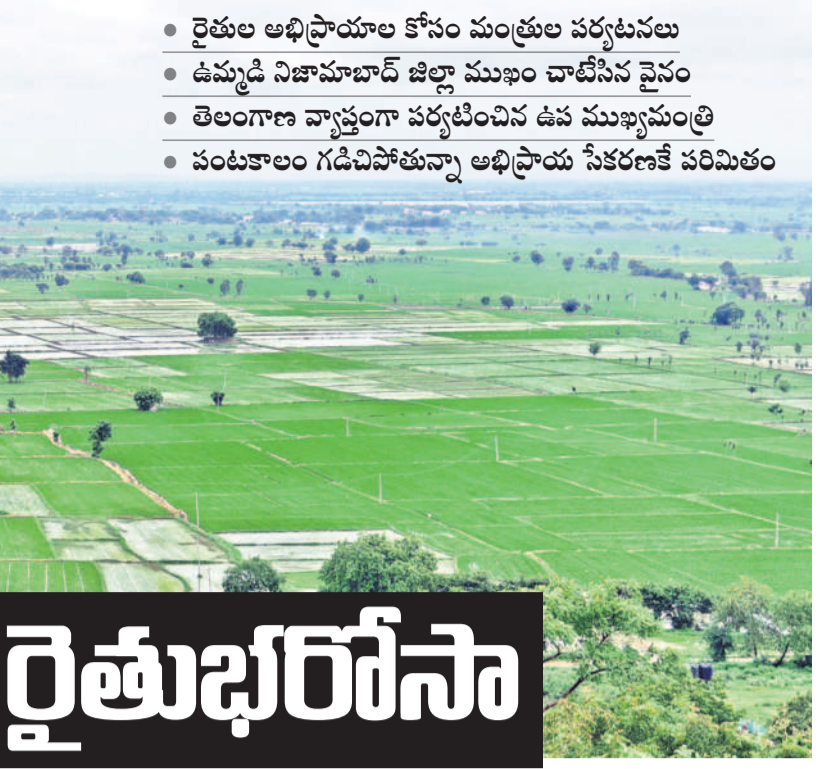 • రైతుల అభిప్రాయాల కోసం మంత్రుల పర్యటనలు
• ఉమ్మడి నిజామాబాద్ జిల్లా ముఖం చాటేసిన వైనం
• తెలంగాణ వ్యాప్తంగా పర్యటించిన ఉప ముఖ్యమంత్రి
• పంటకాలం గడిచిపోతున్నా అభిప్రాయ సేకరణకే పరిమితం
రైతుభరోసా